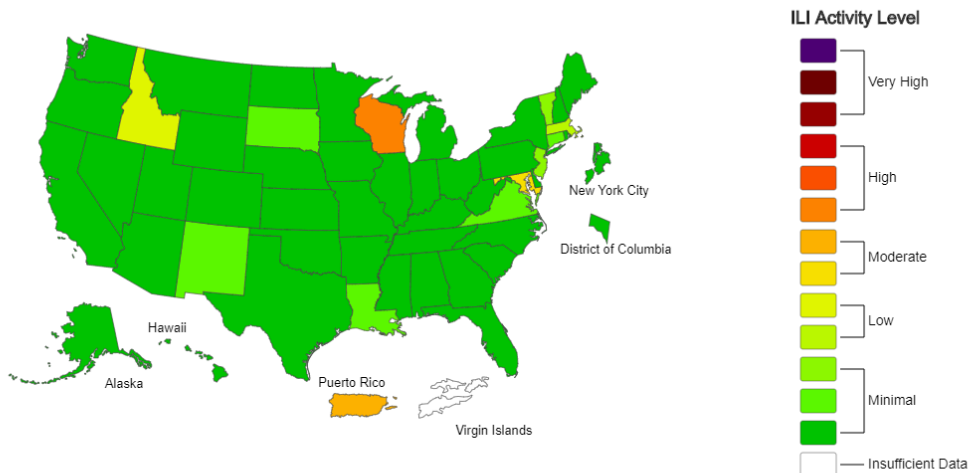 ILI Activity Level
Very High
High
New York City
District of Columbia
Moderate
Low
Hawaii
Alaska
Puerto Rico
Virgin Islands
Minimal
Insufficient Data